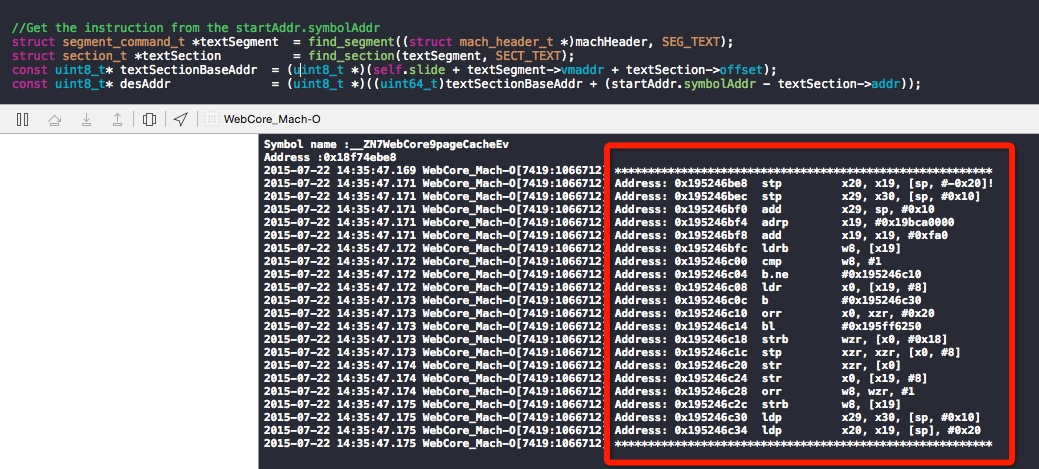 //Get the instruction from the startAddr.symbolAddr
struct segment_command_t *textSegment  = find_segment((struct mach_header_t *)machHeader, SEG_TEXT);
struct section_t *textSection          = find_section(textSegment, SECT_TEXT);
const uint8_t* textSectionBaseAddr  = (uint8_t *)(self.slide + textSegment->vmaddr + textSection->offset);
const uint8_t* desAddr              = (uint8_t *)((uint64_t)textSectionBaseAddr + (startAddr.symbolAddr - textSection->addr));
WebCore_Mach-O
Symbol name :__ZN7WebCore9pageCacheEv
Address :0x18f74ebe8
2015-07-22 14:35:47.169 WebCore_Mach-O[7419:1066712] ********************************************************
2015-07-22 14:35:47.171 WebCore_Mach-O[7419:1066712] Address: 0x195246be8  stp     x20, x19, [sp, #-0x20]!
2015-07-22 14:35:47.171 WebCore_Mach-O[7419:1066712] Address: 0x195246bec  stp     x29, x30, [sp, #0x10]
2015-07-22 14:35:47.171 WebCore_Mach-O[7419:1066712] Address: 0x195246bf0  add     x29, sp, #0x10
2015-07-22 14:35:47.171 WebCore_Mach-O[7419:1066712] Address: 0x195246bf4  adrp    x19, #0x19bca0000
2015-07-22 14:35:47.171 WebCore_Mach-O[7419:1066712] Address: 0x195246bf8  add     x19, x19, #0xfa0
2015-07-22 14:35:47.172 WebCore_Mach-O[7419:1066712] Address: 0x195246bfc  ldrb    w8, [x19]
2015-07-22 14:35:47.172 WebCore_Mach-O[7419:1066712] Address: 0x195246c00  cmp     w8, #1
2015-07-22 14:35:47.172 WebCore_Mach-O[7419:1066712] Address: 0x195246c04  b.ne    #0x195246c10
2015-07-22 14:35:47.172 WebCore_Mach-O[7419:1066712] Address: 0x195246c08  ldr     x0, [x19, #8]
2015-07-22 14:35:47.173 WebCore_Mach-O[7419:1066712] Address: 0x195246c0c  b       #0x195246c30
2015-07-22 14:35:47.173 WebCore_Mach-O[7419:1066712] Address: 0x195246c10  orr     x0, xzr, #0x20
2015-07-22 14:35:47.173 WebCore_Mach-O[7419:1066712] Address: 0x195246c14  bl      #0x195ff6250
2015-07-22 14:35:47.173 WebCore_Mach-O[7419:1066712] Address: 0x195246c18  strb    wzr, [x0, #0x18]
2015-07-22 14:35:47.173 WebCore_Mach-O[7419:1066712] Address: 0x195246c1c  stp     xzr, xzr, [x0, #8]
2015-07-22 14:35:47.174 WebCore_Mach-O[7419:1066712] Address: 0x195246c20  str     xzr, [x0]
2015-07-22 14:35:47.174 WebCore_Mach-O[7419:1066712] Address: 0x195246c24  str     x0, [x19, #8]
2015-07-22 14:35:47.174 WebCore_Mach-O[7419:1066712] Address: 0x195246c28  orr     w8, wzr, #1
2015-07-22 14:35:47.175 WebCore_Mach-O[7419:1066712] Address: 0x195246c2c  strb    w8, [x19]
2015-07-22 14:35:47.175 WebCore_Mach-O[7419:1066712] Address: 0x195246c30  ldp     x29, x30, [sp, #0x10]
2015-07-22 14:35:47.175 WebCore_Mach-O[7419:1066712] Address: 0x195246c34  ldp     x20, x19, [sp], #0x20
2015-07-22 14:35:47.175 WebCore_Mach-O[7419:1066712] ********************************************************